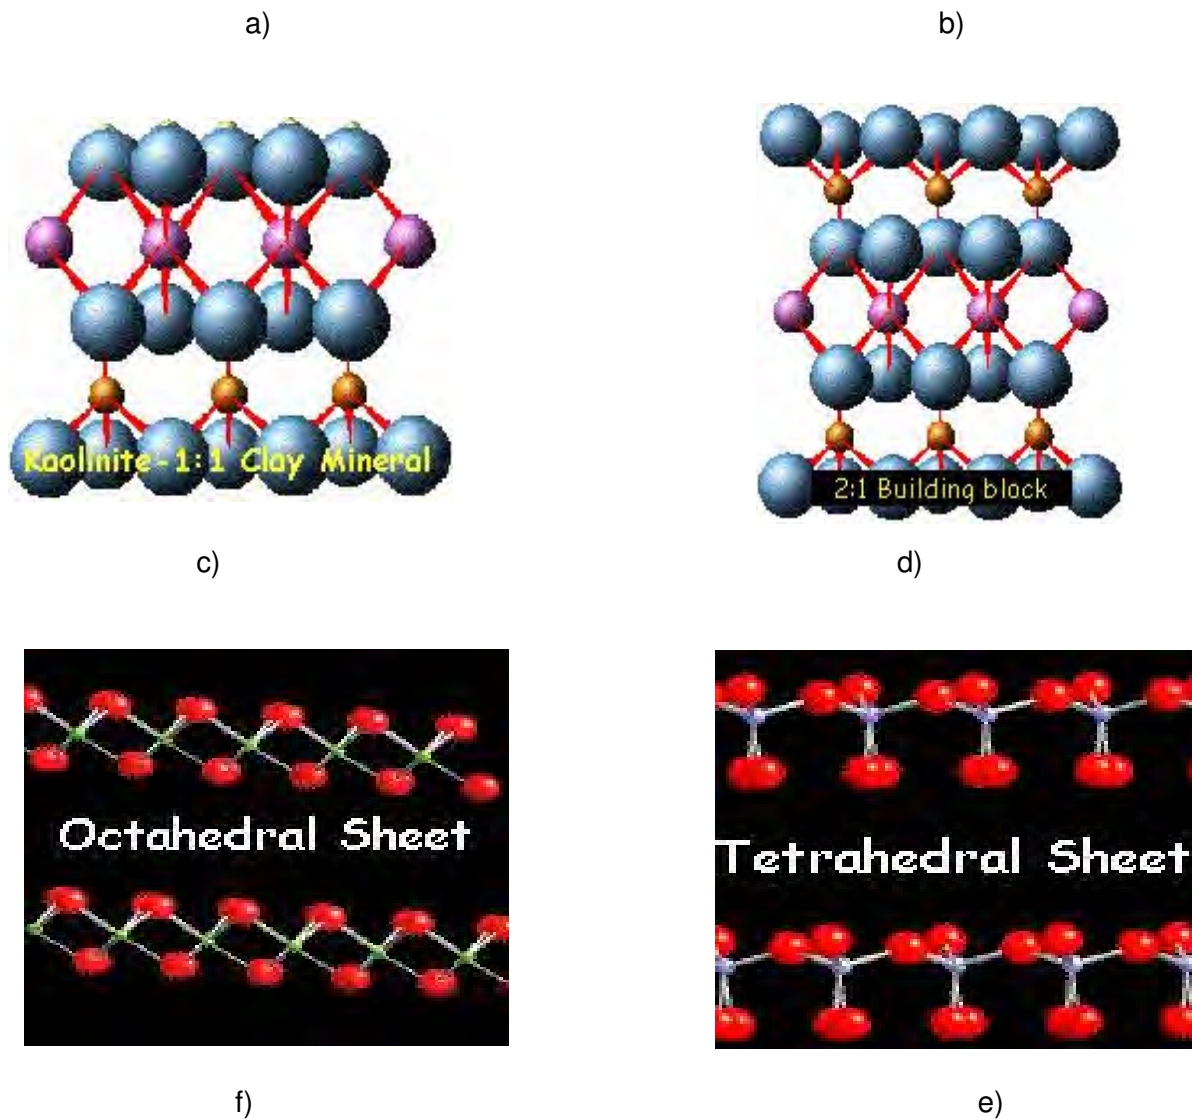 a)
b)
Kaolinite-1:1 Clay Mineral
2:1 Building block
c)
d)
Octahedral Sheet
Tetrahedral Sheet
f)
e)